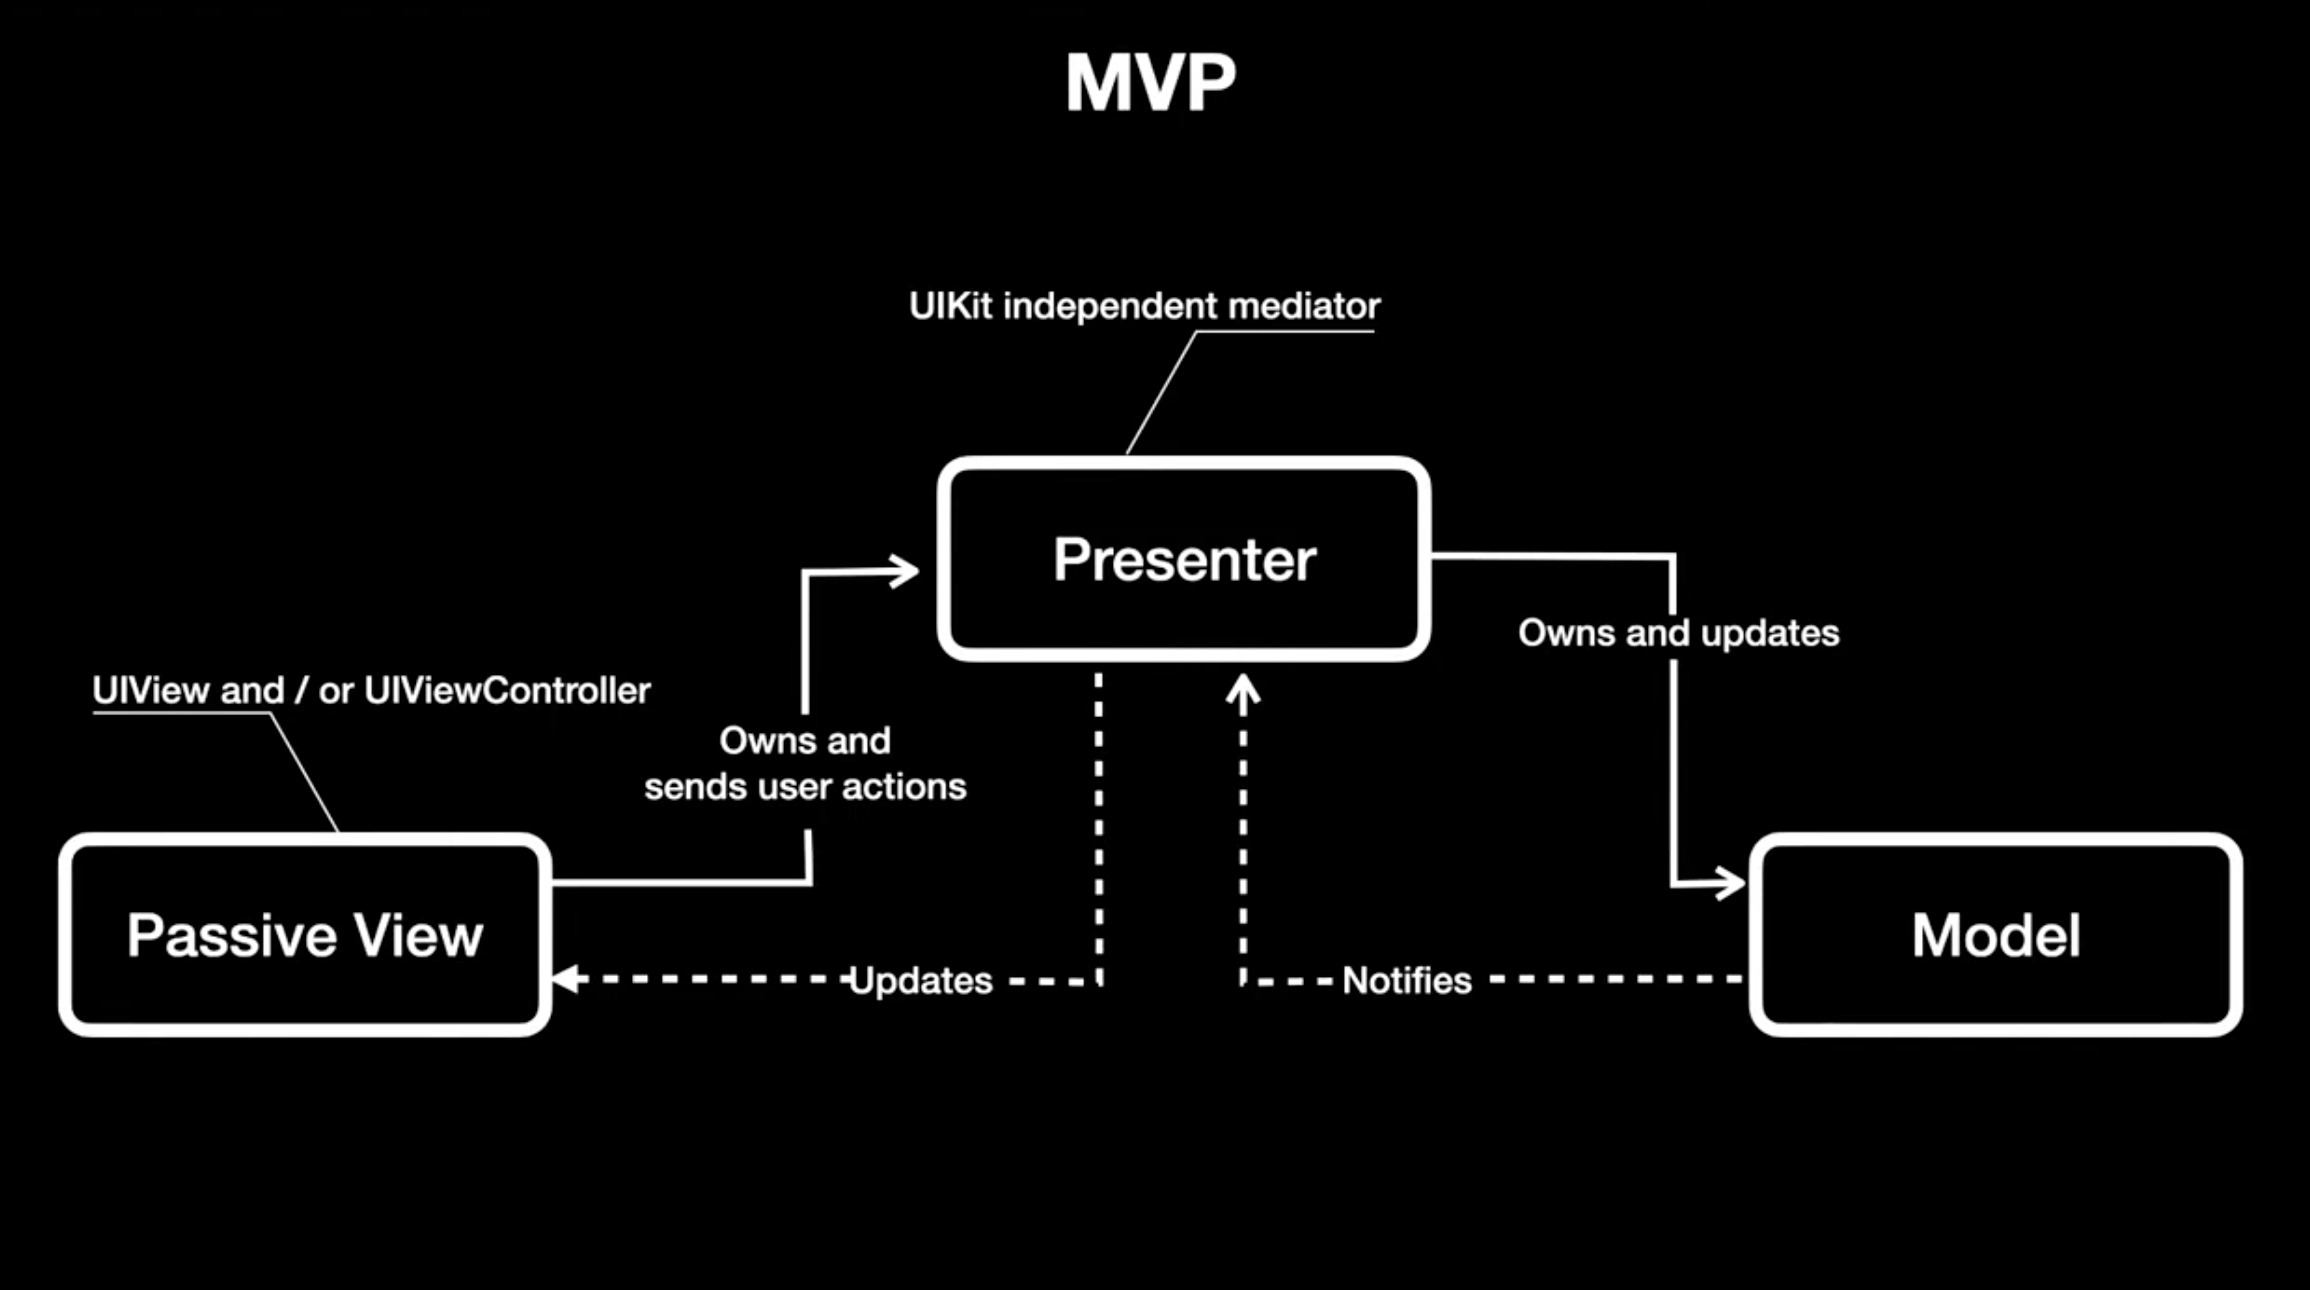 MVP
UIKit independent mediator
Presenter
Owns and updates
UIView and / or UIViewController
Owns and
sends user actions
Passive View
Model
Updates
Notifies